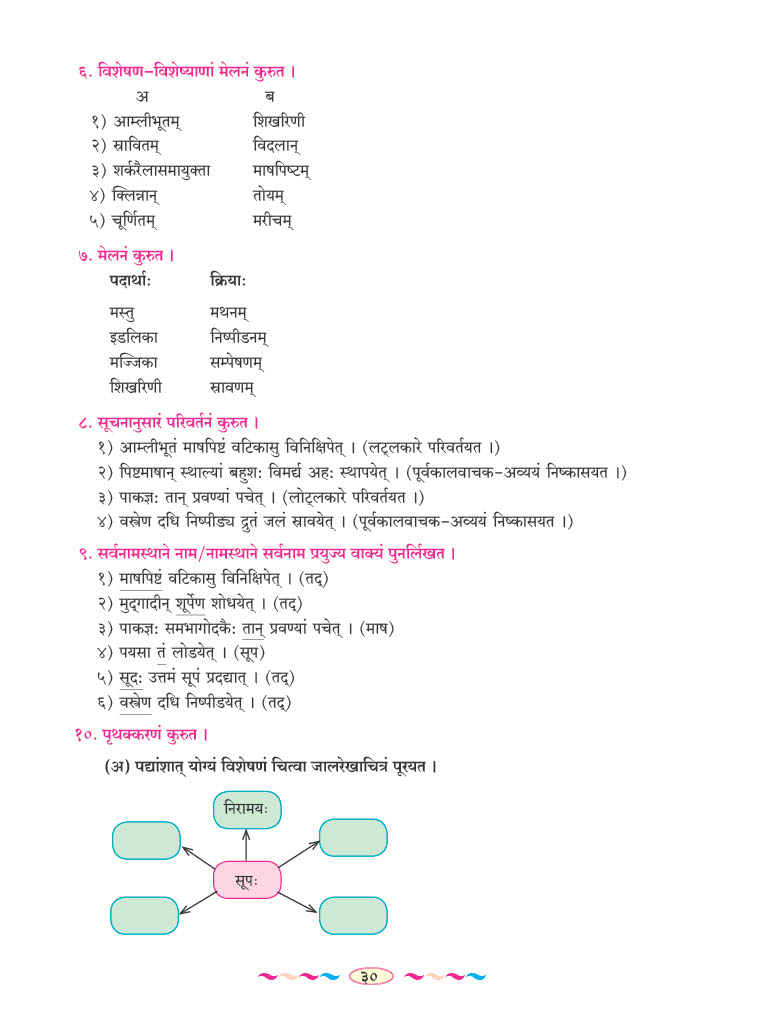 ६. विशेषण-विशेष्याणां मेलनं कुरुत ।
अ ब
१) आम्लीभूतम् शिखरिणी
२) स्रावितम् विदलान्
३) शर्करैलासमायुक्ता माषपिष्टम्
४) क्लिन्नान् तोयम्
५) चूर्णितम् मरीचम्
७. मेलनं कुरुत ।
पदार्थाः क्रियाः
मस्तु मथनम्
इडलिका निष्पीडनम्
मज्जिका सम्पेषणम्
शिखरिणी स्रावणम्
८. सूचनानुसारं परिवर्तनं कुरुत ।
१) आम्लीभूतं माषपिष्टं वटिकासु विनिक्षिपेत् । (लट्लकारे परिवर्तयत ।)
२) पिष्टमाषान् स्थाल्यां बहुशः विमर्द्य अहः स्थापयेत् । (पूर्वकालवाचक-अव्ययं निष्कासयत ।)
३) पाकज्ञः तान् प्रवण्यां पचेत् । (लोट्लकारे परिवर्तयत ।)
४) वस्त्रेण दधि निष्पीड्य द्रुतं जलं स्रावयेत् । (पूर्वकालवाचक-अव्ययं निष्कासयत ।)
९. सर्वनामस्थाने नाम/नामस्थाने सर्वनाम प्रयुज्य वाक्यं पुनर्लिखत ।
१) माषपिष्टं वटिकासु विनिक्षिपेत् । (तद्)
२) मुद्गादीन् शूर्पेण शोधयेत् । (तद्)
३) पाकज्ञः समभागोदकैः तान् प्रवण्यां पचेत् । (माष)
४) पयसा तं लोडयेत् । (सूप)
५) सूदः उत्तमं सूपं प्रदद्यात् । (तद्)
६) वस्त्रेण दधि निष्पीडयेत् । (तद्)
१०. पृथक्करणं कुरुत ।
(अ) पद्यांशात् योग्यं विशेषणं चित्वा जालरेखाचित्रं पूरयत ।
निरामयः
सूपः
३०